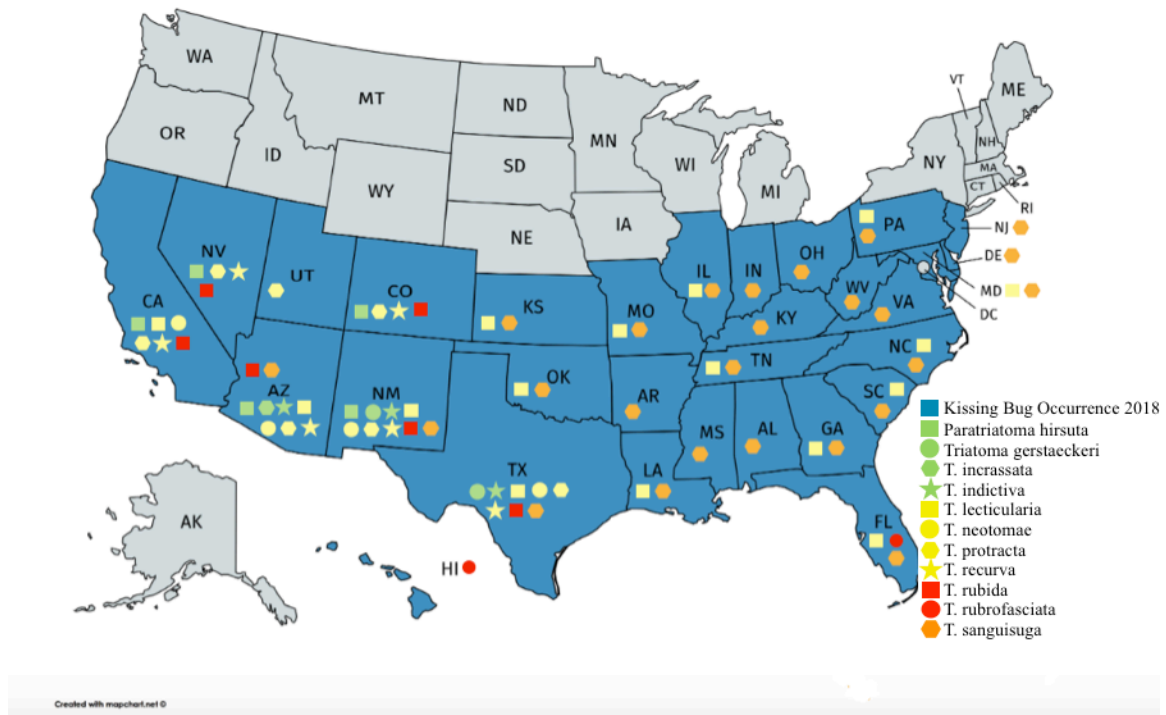 WA
MT
ND
MN
VT
ME
OR
ID
SD
WI
NH
NY
MA
WY
MI
CT
RI
IA
NE
NJ
PA
NV
UT
CO
IL
IN
OH
DE
KS
MO
WV
VA
MD
DC
CA
KY
NC
TN
OK
AZ
NM
AR
SC
MS
AL
GA
TX
LA
FL
AK
HI
Kissing Bug Occurrence 2018
Paratriatoma hirsuta
Triatoma gerstaeckeri
T. incrassata
T. indictiva
T. lecticularia
T. neotomae
T. protracta
T. recurva
T. rubida
T. rubrofasciata
T. sanguisuga
Created with mapchart.net ©